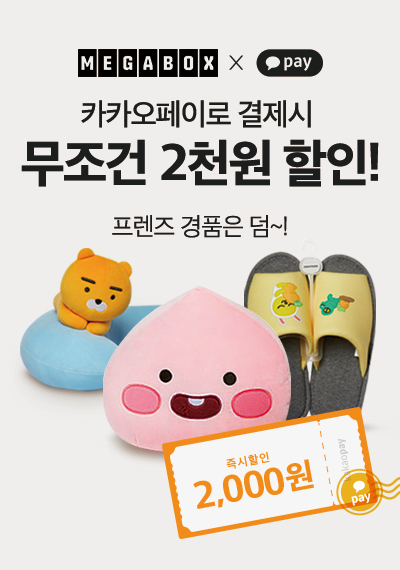 MEGABOX × pay
카카오페이로 결제시
무조건 2천원 할인!
프렌즈 경품은 덤~!
즉시할인
2,000원
kakaopay
pay